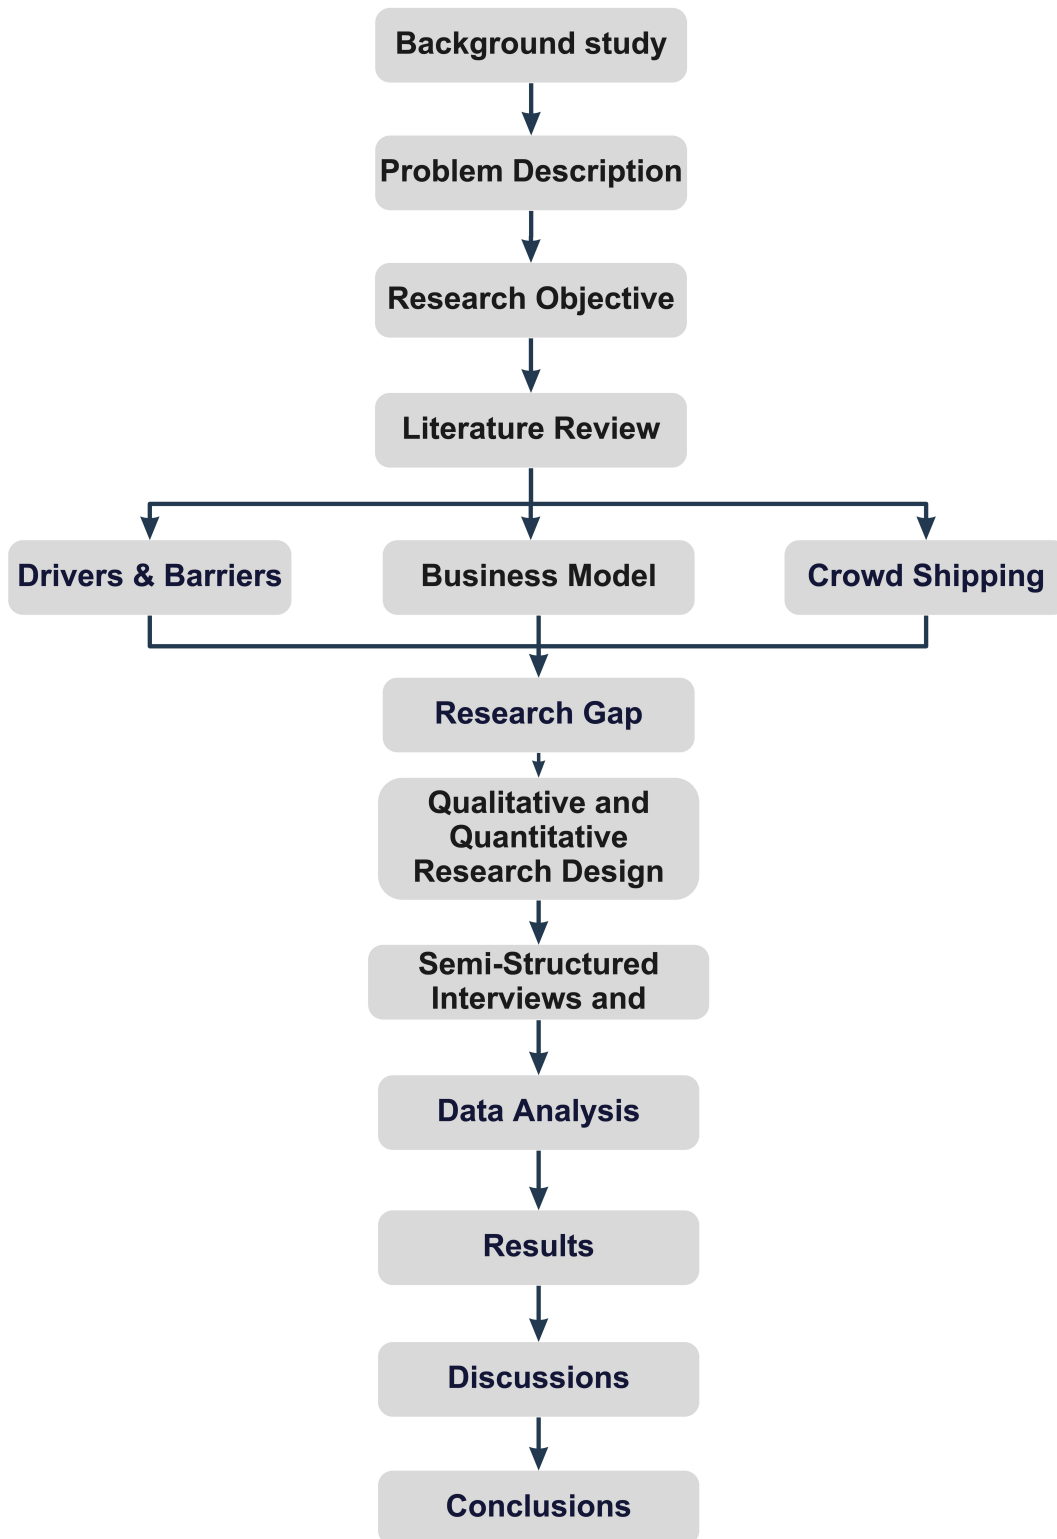 Background study
Problem Description
Research Objective
Literature Review
Drivers & Barriers
Business Model
Crowd Shipping
Research Gap
Qualitative and
Quantitative
Research Design
Semi-Structured
Interviews and
Data Analysis
Results
Discussions
Conclusions